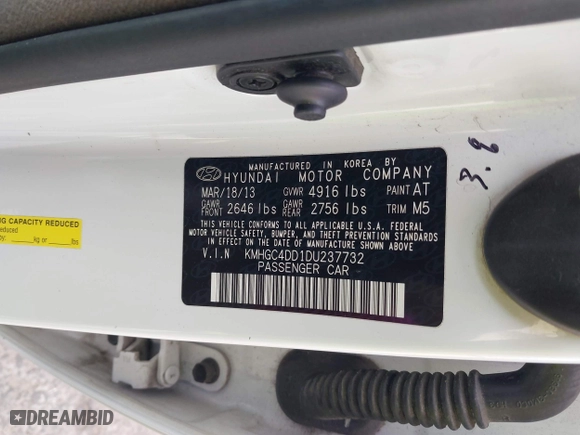 MANUFACTURED IN KOREA BY
HYUNDAI MOTOR COMPANY
MAR/18/13 GVWR 4916 lbs PAINT AT
GAWR FRONT 2646 lbs GAWR REAR 2756 lbs TRIM M5
THIS VEHICLE CONFORMS TO ALL APPLICABLE U.S.A. FEDERAL
MOTOR VEHICLE SAFETY, BUMPER, AND THEFT PREVENTION STANDARDS
IN EFFECT ON THE DATE OF MANUFACTURE SHOWN ABOVE.
V.I.N KMHGC4DD1DU237732
PASSENGER CAR
CAPACITY REDUCED
kg or lbs
3.6
DREAMBID